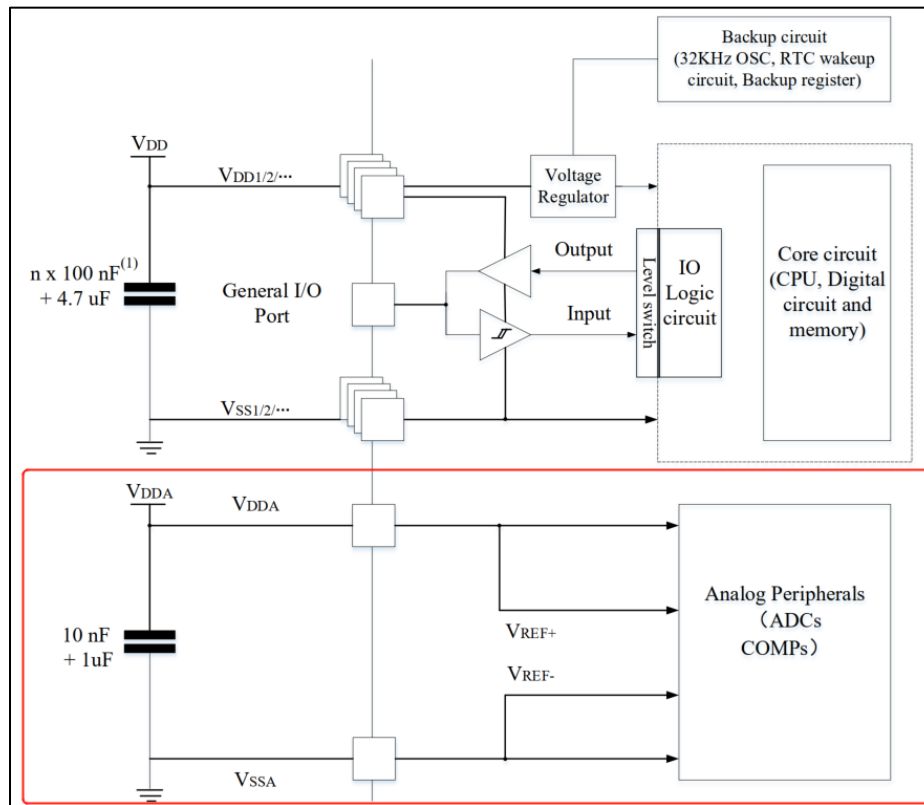 Backup circuit
(32KHz OSC, RTC wakeup
circuit, Backup register)
VDD
VDD1/2/···
Voltage
Regulator
n x 100 nF(1)
+ 4.7 uF
General I/O
Port
Output
Input
Level switch
IO
Logic
circuit
Core circuit
(CPU, Digital
circuit and
memory)
VSS1/2/···
VDDA
VDDA
10 nF
+ 1uF
VREF+
VREF-
Analog Peripherals
（ADCs
COMPs）
VSSA